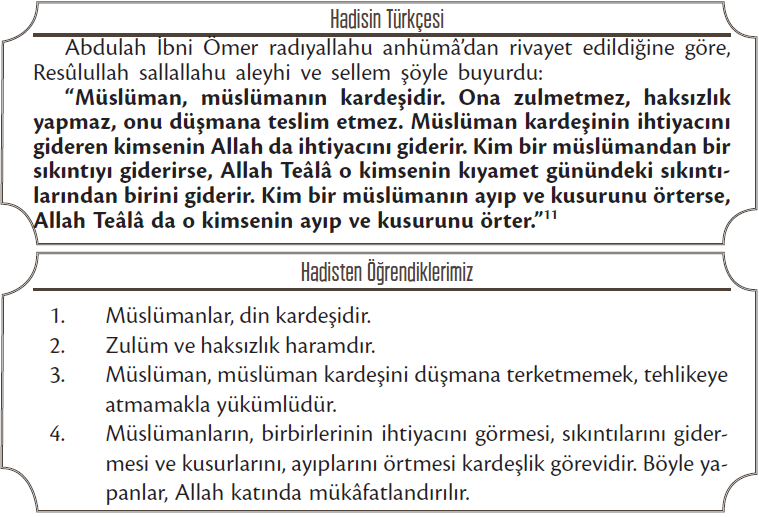 Hadisin Türkçesi
Abdulah İbni Ömer radıyallahu anhümâ’dan rivayet edildiğine göre,
Resûlullah sallallahu aleyhi ve sellem şöyle buyurdu:
“Müslüman, müslümanın kardeşidir. Ona zulmetmez, haksızlık
yapmaz, onu düşmana teslim etmez. Müslüman kardeşinin ihtiyacını
gideren kimsenin Allah da ihtiyacını giderir. Kim bir müslümandan bir
sıkıntıyı giderirse, Allah Teâlâ o kimsenin kıyamet günündeki sıkıntı-
larından birini giderir. Kim bir müslümanın ayıp ve kusurunu örterse,
Allah Teâlâ da o kimsenin ayıp ve kusurunu örter.”¹¹
Hadisten Öğrendiklerimiz
1. Müslümanlar, din kardeşidir.
2. Zulüm ve haksızlık haramdır.
3. Müslüman, müslüman kardeşini düşmana terketmemek, tehlikeye
atmamakla yükümlüdür.
4. Müslümanların, birbirlerinin ihtiyacını görmesi, sıkıntılarını gider-
mesi ve kusurlarını, ayıplarını örtmesi kardeşlik görevidir. Böyle ya-
panlar, Allah katında mükâfatlandırılır.